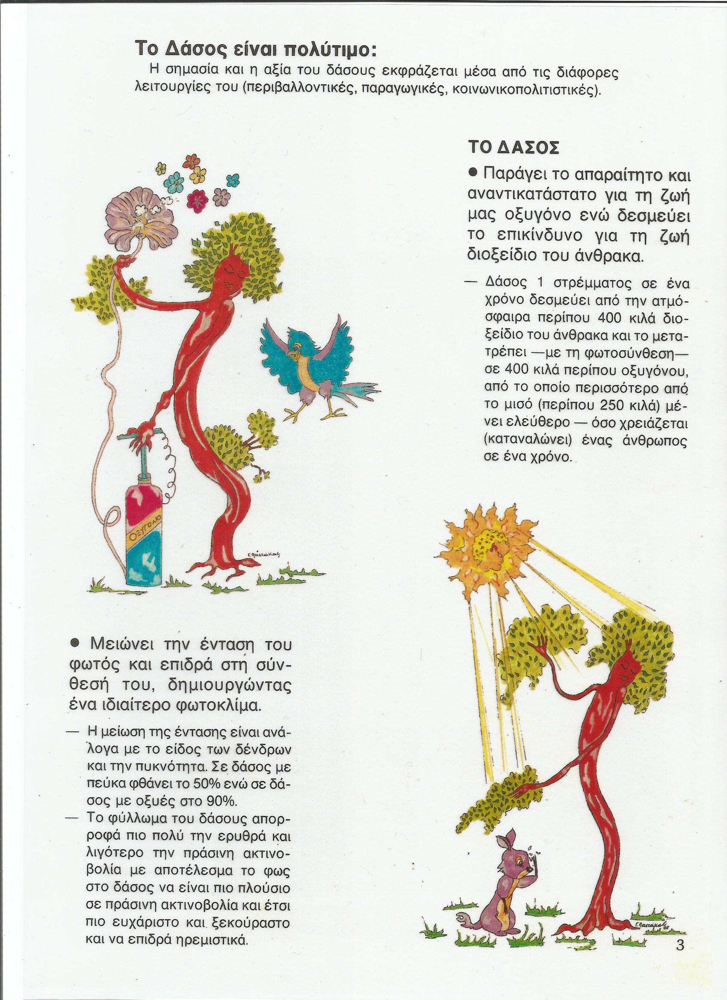 Το Δάσος είναι πολύτιμο:
Η σημασία και η αξία του δάσους εκφράζεται μέσα από τις διάφορες
λειτουργίες του (περιβαλλοντικές, παραγωγικές, κοινωνικοπολιτιστικές).
ΤΟ ΔΑΣΟΣ
● Παράγει το απαραίτητο και
αναντικατάστατο για τη ζωή
μας οξυγόνο ενώ δεσμεύει
το επικίνδυνο για τη ζωή
διοξείδιο του άνθρακα.
— Δάσος 1 στρέμματος σε ένα
χρόνο δεσμεύει από την ατμό-
σφαιρα περίπου 400 κιλά διο-
ξείδιο του άνθρακα και το μετα-
τρέπει —με τη φωτοσύνθεση—
σε 400 κιλά περίπου οξυγόνου,
από το οποίο περισσότερο από
το μισό (περίπου 250 κιλά) μέ-
νει ελεύθερο — όσο χρειάζεται
(καταναλώνει) ένας άνθρωπος
σε ένα χρόνο.
ΟΞΥΓΟΝΟ
Γ. Παστάκας
● Μειώνει την ένταση του
φωτός και επιδρά στη σύν-
θεσή του, δημιουργώντας
ένα ιδιαίτερο φωτοκλίμα.
— Η μείωση της έντασης είναι ανά-
λογα με το είδος των δένδρων
και την πυκνότητα. Σε δάσος με
πεύκα φθάνει το 50% ενώ σε δά-
σος με οξυές στο 90%.
— Το φύλλωμα του δάσους απορ-
ροφά πιο πολύ την ερυθρά και
λιγότερο την πράσινη ακτινο-
βολία με αποτέλεσμα το φως
στο δάσος να είναι πιο πλούσιο
σε πράσινη ακτινοβολία και έτσι
πιο ευχάριστο και ξεκούραστο
και να επιδρά ηρεμιστικά.
Γ. Παστάκας
3